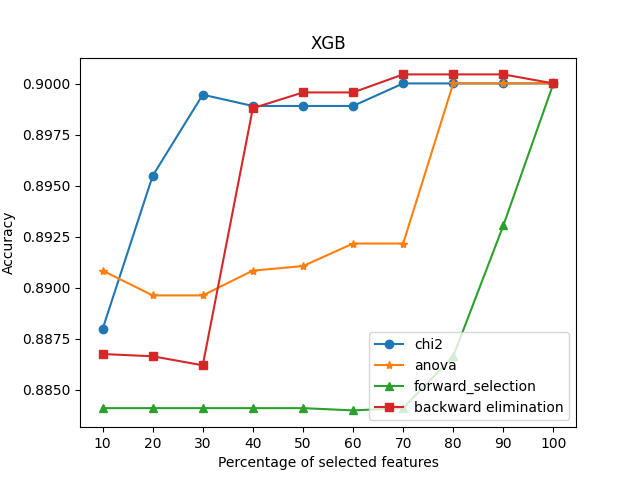 XGB
Accuracy
0.9000
0.8975
0.8950
0.8925
0.8900
0.8875
0.8850
chi2
anova
forward_selection
backward elimination
10 20 30 40 50 60 70 80 90 100
Percentage of selected features